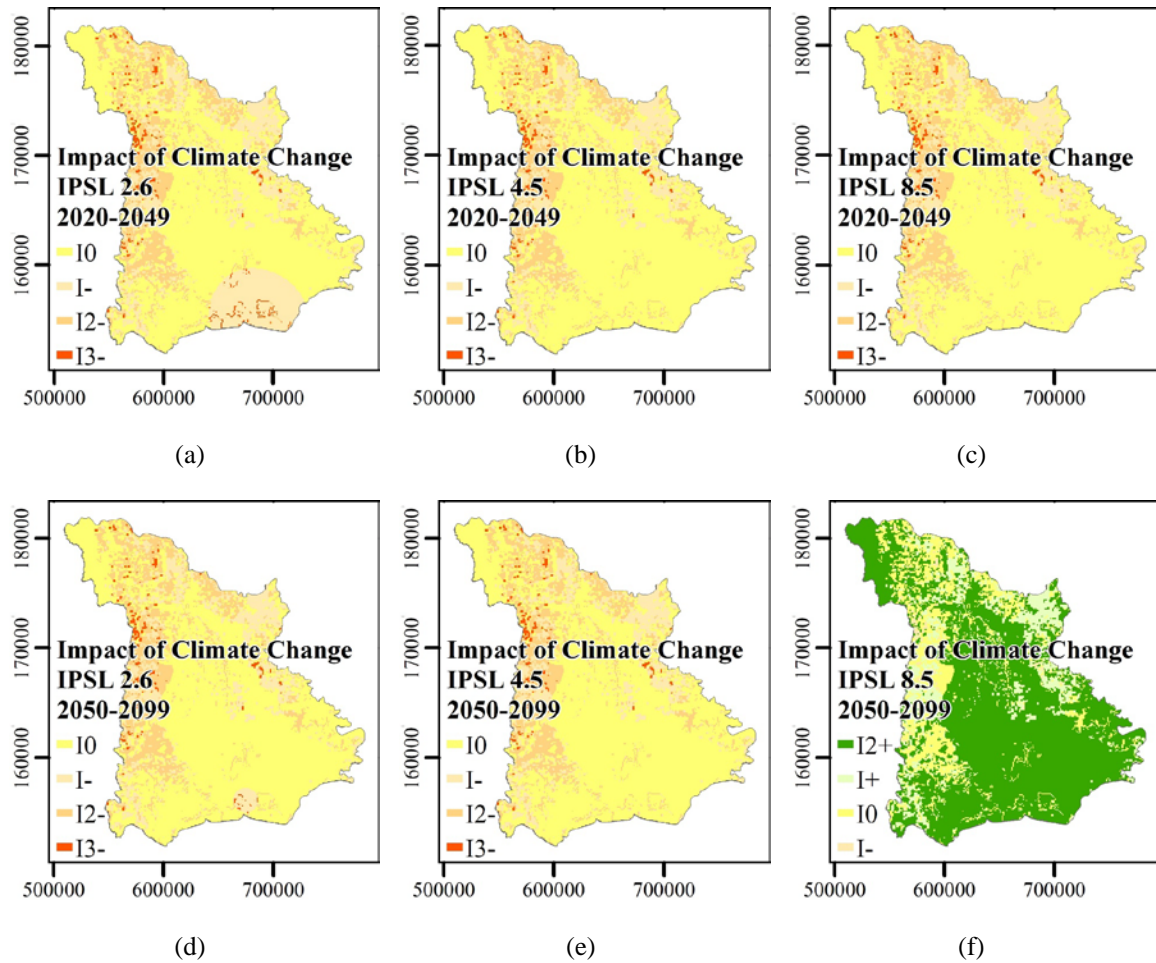 180000
170000
160000
Impact of Climate Change
IPSL 2.6
2020-2049
I0
I-
I2-
I3-
500000
600000
700000
(a)
180000
170000
160000
Impact of Climate Change
IPSL 4.5
2020-2049
I0
I-
I2-
I3-
500000
600000
700000
(b)
180000
170000
160000
Impact of Climate Change
IPSL 8.5
2020-2049
I0
I-
I2-
I3-
500000
600000
700000
(c)
180000
170000
160000
Impact of Climate Change
IPSL 2.6
2050-2099
I0
I-
I2-
I3-
500000
600000
700000
(d)
180000
170000
160000
Impact of Climate Change
IPSL 4.5
2050-2099
I0
I-
I2-
I3-
500000
600000
700000
(e)
180000
170000
160000
Impact of Climate Change
IPSL 8.5
2050-2099
I2+
I+
I0
I-
500000
600000
700000
(f)